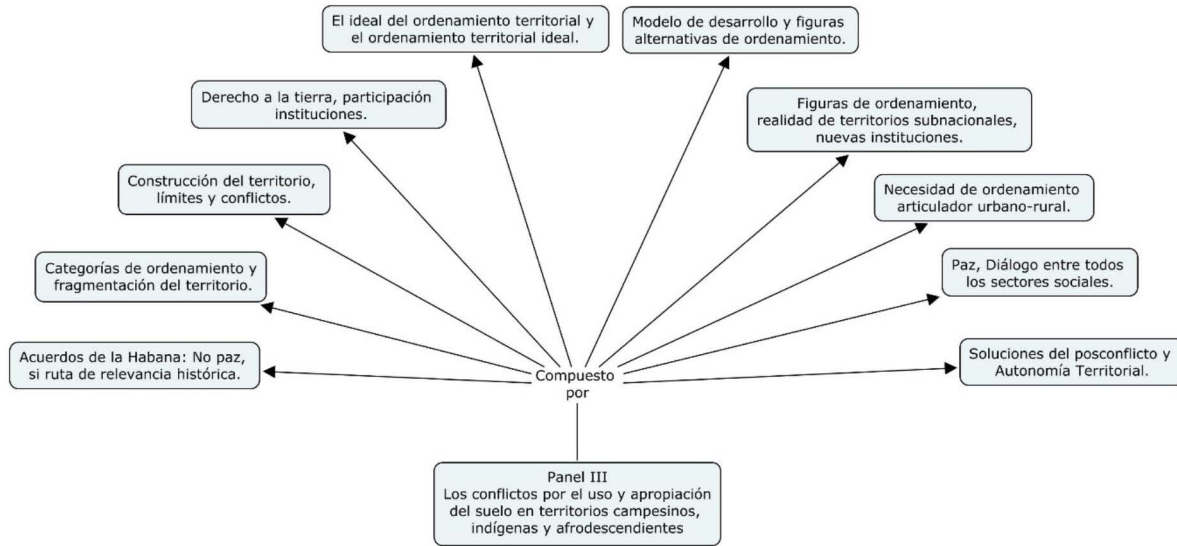 El ideal del ordenamiento territorial y
el ordenamiento territorial ideal.
Modelo de desarrollo y figuras
alternativas de ordenamiento.
Derecho a la tierra, participación
instituciones.
Figuras de ordenamiento,
realidad de territorios subnacionales,
nuevas instituciones.
Construcción del territorio,
límites y conflictos.
Necesidad de ordenamiento
articulador urbano-rural.
Categorías de ordenamiento y
fragmentación del territorio.
Paz, Diálogo entre todos
los sectores sociales.
Acuerdos de la Habana: No paz,
si ruta de relevancia histórica.
Soluciones del posconflicto y
Autonomía Territorial.
Compuesto
por
Panel III
Los conflictos por el uso y apropiación
del suelo en territorios campesinos,
indígenas y afrodescendientes